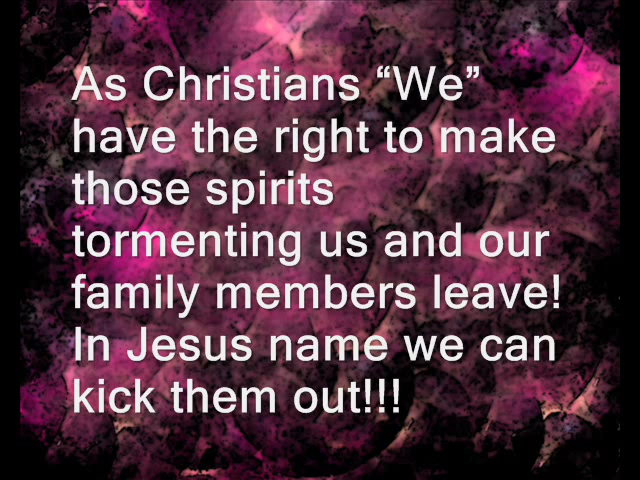 As Christians “We”
have the right to make
those spirits
tormenting us and our
family members leave!
In Jesus name we can
kick them out!!!